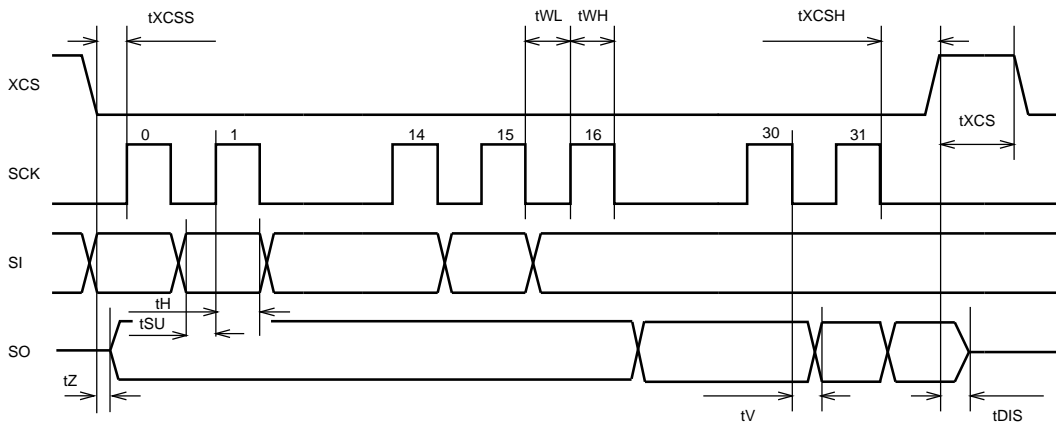 tXCSS
tWL
tWH
tXCSH
XCS
0
1
14
15
16
30
31
tXCS
SCK
SI
tH
tSU
SO
tZ
tV
tDIS